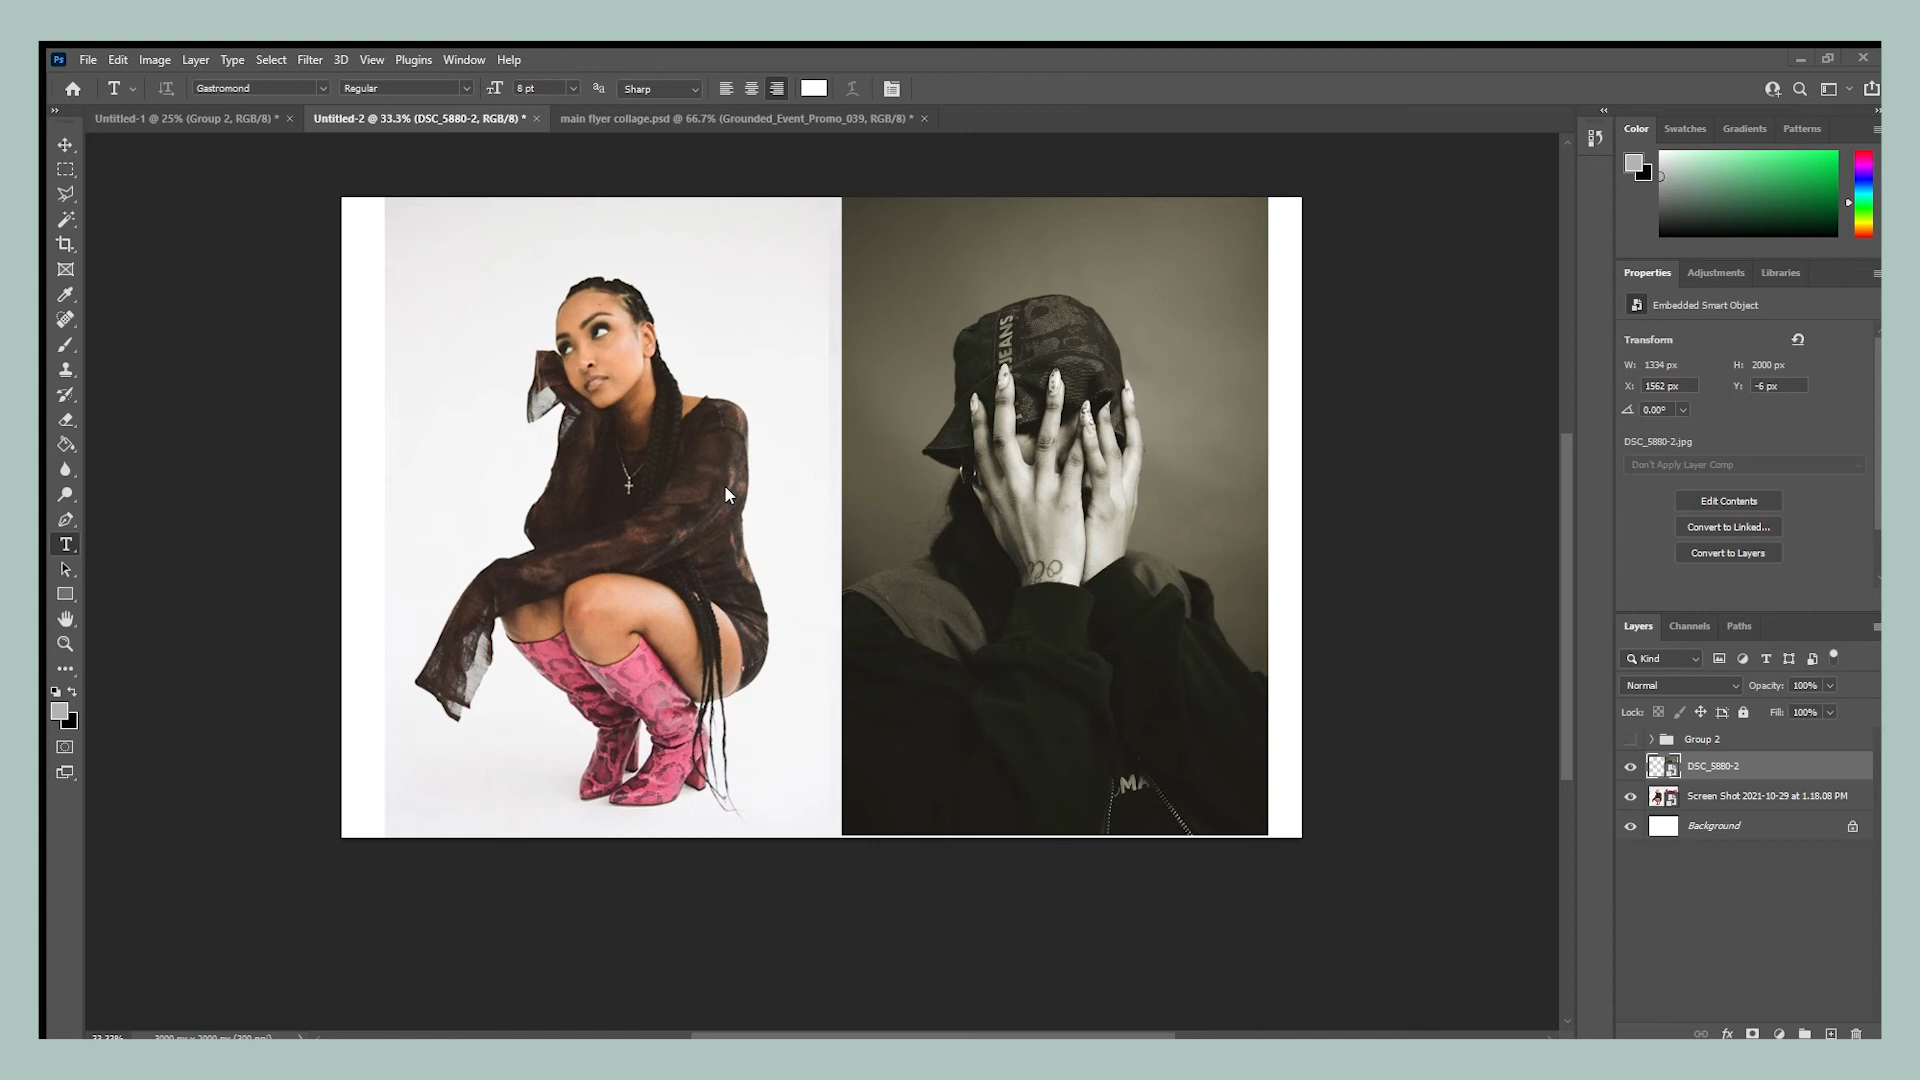 Ps File Edit Image Layer Type Select Filter 3D View Plugins Window Help
T Gastromond Regular 8 pt aa Sharp
Untitled-1 @ 25% (Group 2, RGB/8) * × Untitled-2 @ 33.3% (DSC_5880-2, RGB/8) * × main flyer collage.psd @ 66.7% (Grounded_Event_Promo_039, RGB/8) * ×
Color Swatches Gradients Patterns
JEANS
Properties Adjustments Libraries
Embedded Smart Object
Transform
W: 1334 px H: 2000 px
X: 1562 px Y: -6 px
0.00°
DSC_5880-2.jpg
Don't Apply Layer Comp
Edit Contents
Convert to Linked...
Convert to Layers
Layers Channels Paths
Kind
Normal Opacity: 100%
Lock: Fill: 100%
Group 2
DSC_5880-2
Screen Shot 2021-10-29 at 1.18.08 PM
Background